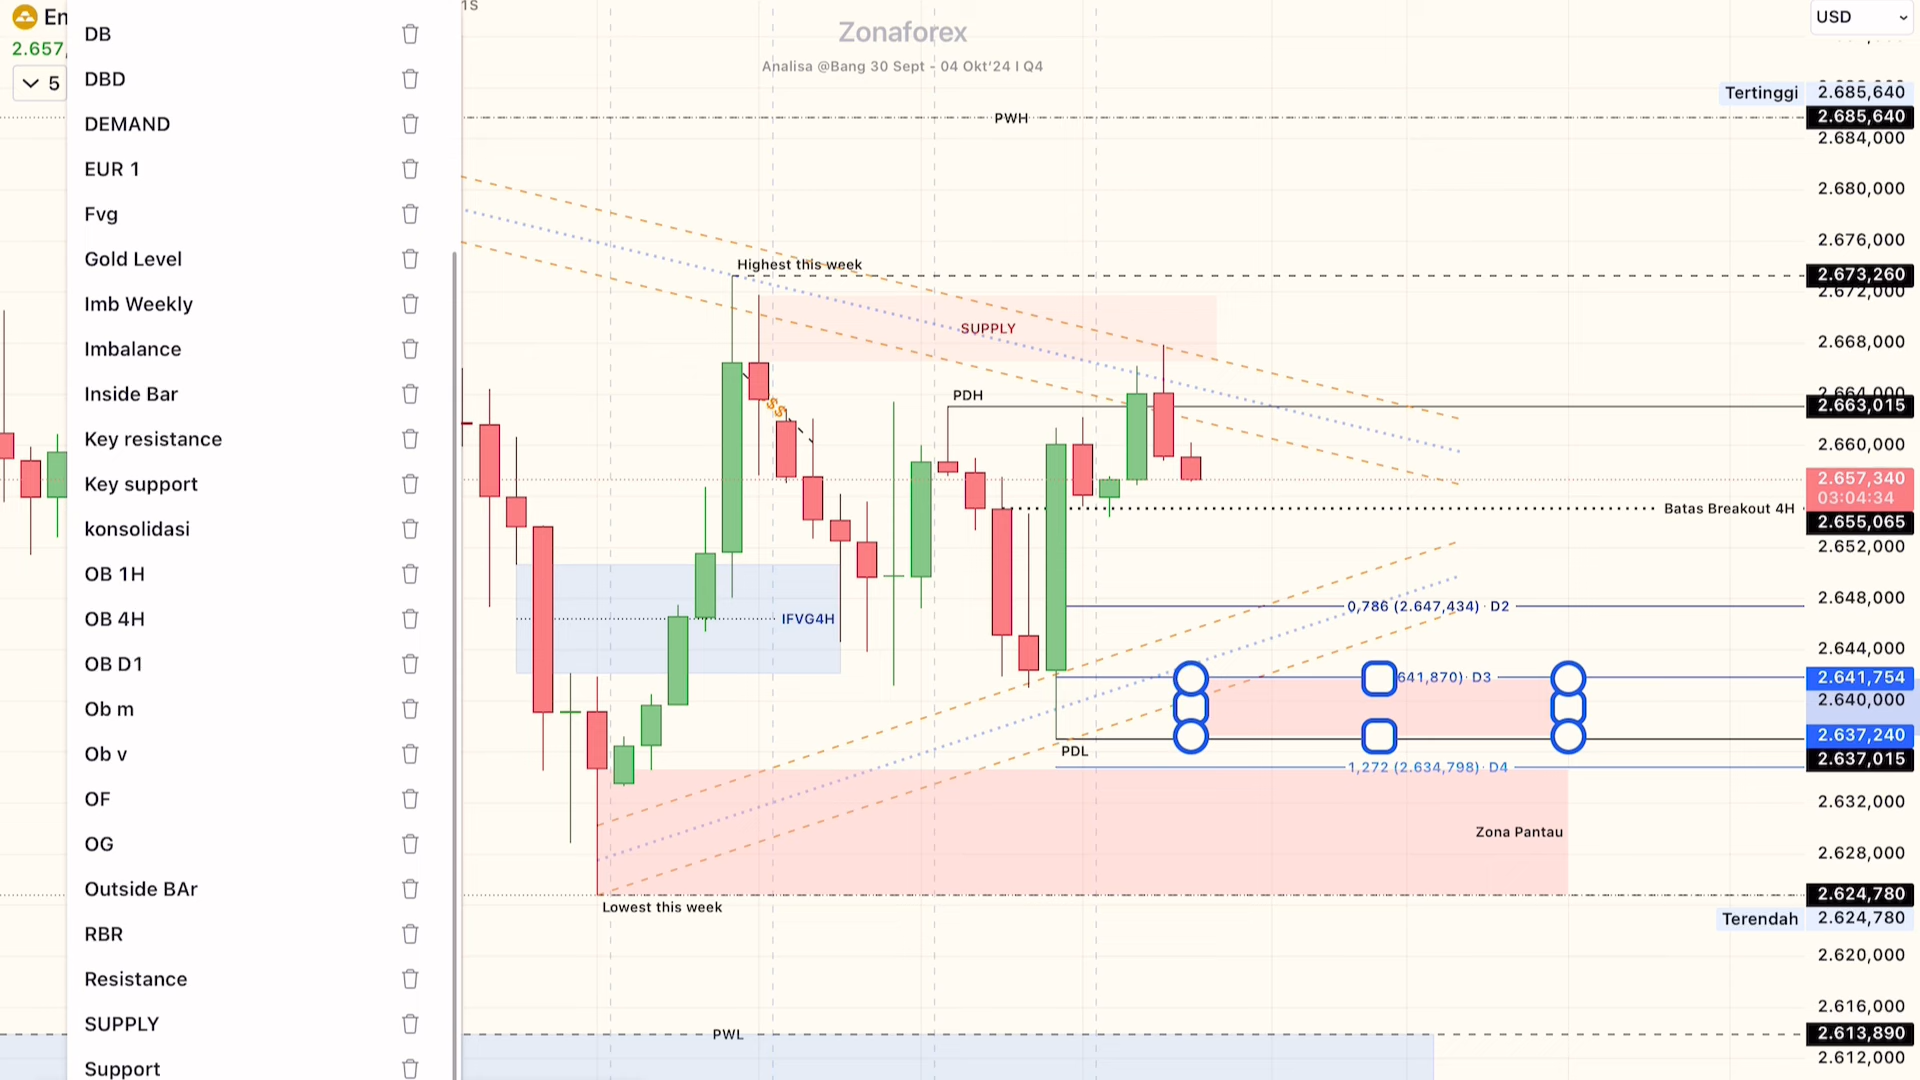 En
2.657,
5
DB
DBD
DEMAND
EUR 1
Fvg
Gold Level
Imb Weekly
Imbalance
Inside Bar
Key resistance
Key support
konsolidasi
OB 1H
OB 4H
OB D1
Ob m
Ob v
OF
OG
Outside BAr
RBR
Resistance
SUPPLY
Support
1S
Zonaforex
Analisa @Bang 30 Sept - 04 Okt'24 I Q4
PWH
Highest this week
SUPPLY
PDH
$$
IFVG4H
Batas Breakout 4H
0,786 (2.647,434) · D2
641,870) · D3
PDL
1,272 (2.634,798) · D4
Zona Pantau
Lowest this week
PWL
USD
Tertinggi 2.685,640
2.685,640
2.684,000
2.680,000
2.676,000
2.673,260
2.672,000
2.668,000
2.664,000
2.663,015
2.660,000
2.657,340
03:04:34
2.655,065
2.652,000
2.648,000
2.644,000
2.641,754
2.640,000
2.637,240
2.637,015
2.632,000
2.628,000
2.624,780
Terendah 2.624,780
2.620,000
2.616,000
2.613,890
2.612,000